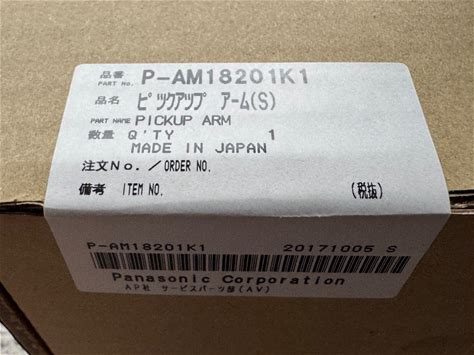 品番 PART No. P-AM18201K1
品名 ピックアップ アーム(S)
PART NAME PICKUP ARM
数量 Q'TY 1
MADE IN JAPAN
注文No./ORDER NO.
備考 ITEM NO. (税抜)
P-AM18201K1 20171005 S
Panasonic Corporation
AP社 サービスパーツ部(AV)